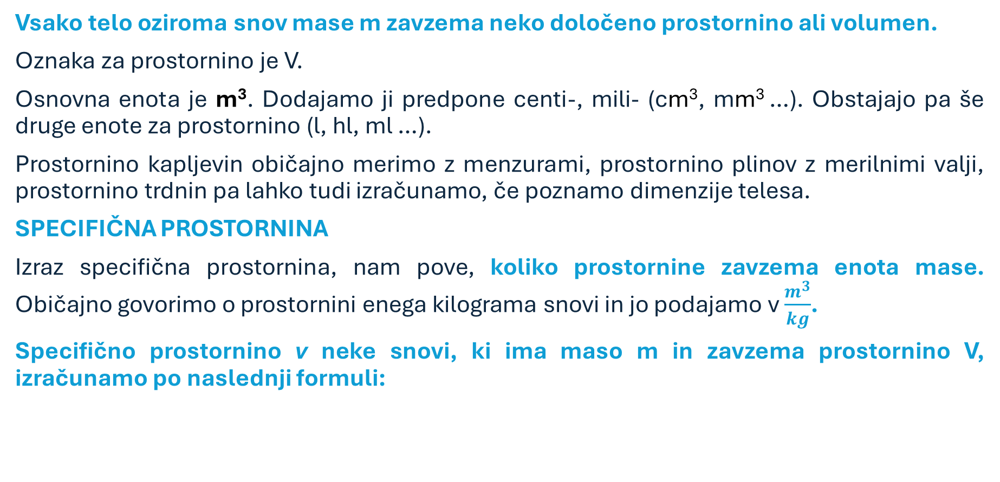 Vsako telo oziroma snov mase m zavzema neko določeno prostornino ali volumen.
Oznaka za prostornino je V.
Osnovna enota je m³. Dodajamo ji predpone centi-, mili- (cm³, mm³ ...). Obstajajo pa še
druge enote za prostornino (l, hl, ml ...).
Prostornino kapljevin običajno merimo z menzurami, prostornino plinov z merilnimi valji,
prostornino trdnin pa lahko tudi izračunamo, če poznamo dimenzije telesa.
SPECIFIČNA PROSTORNINA
Izraz specifična prostornina, nam pove, koliko prostornine zavzema enota mase.
Običajno govorimo o prostornini enega kilograma snovi in jo podajamo v m³/kg.
Specifično prostornino v neke snovi, ki ima maso m in zavzema prostornino V,
izračunamo po naslednji formuli: